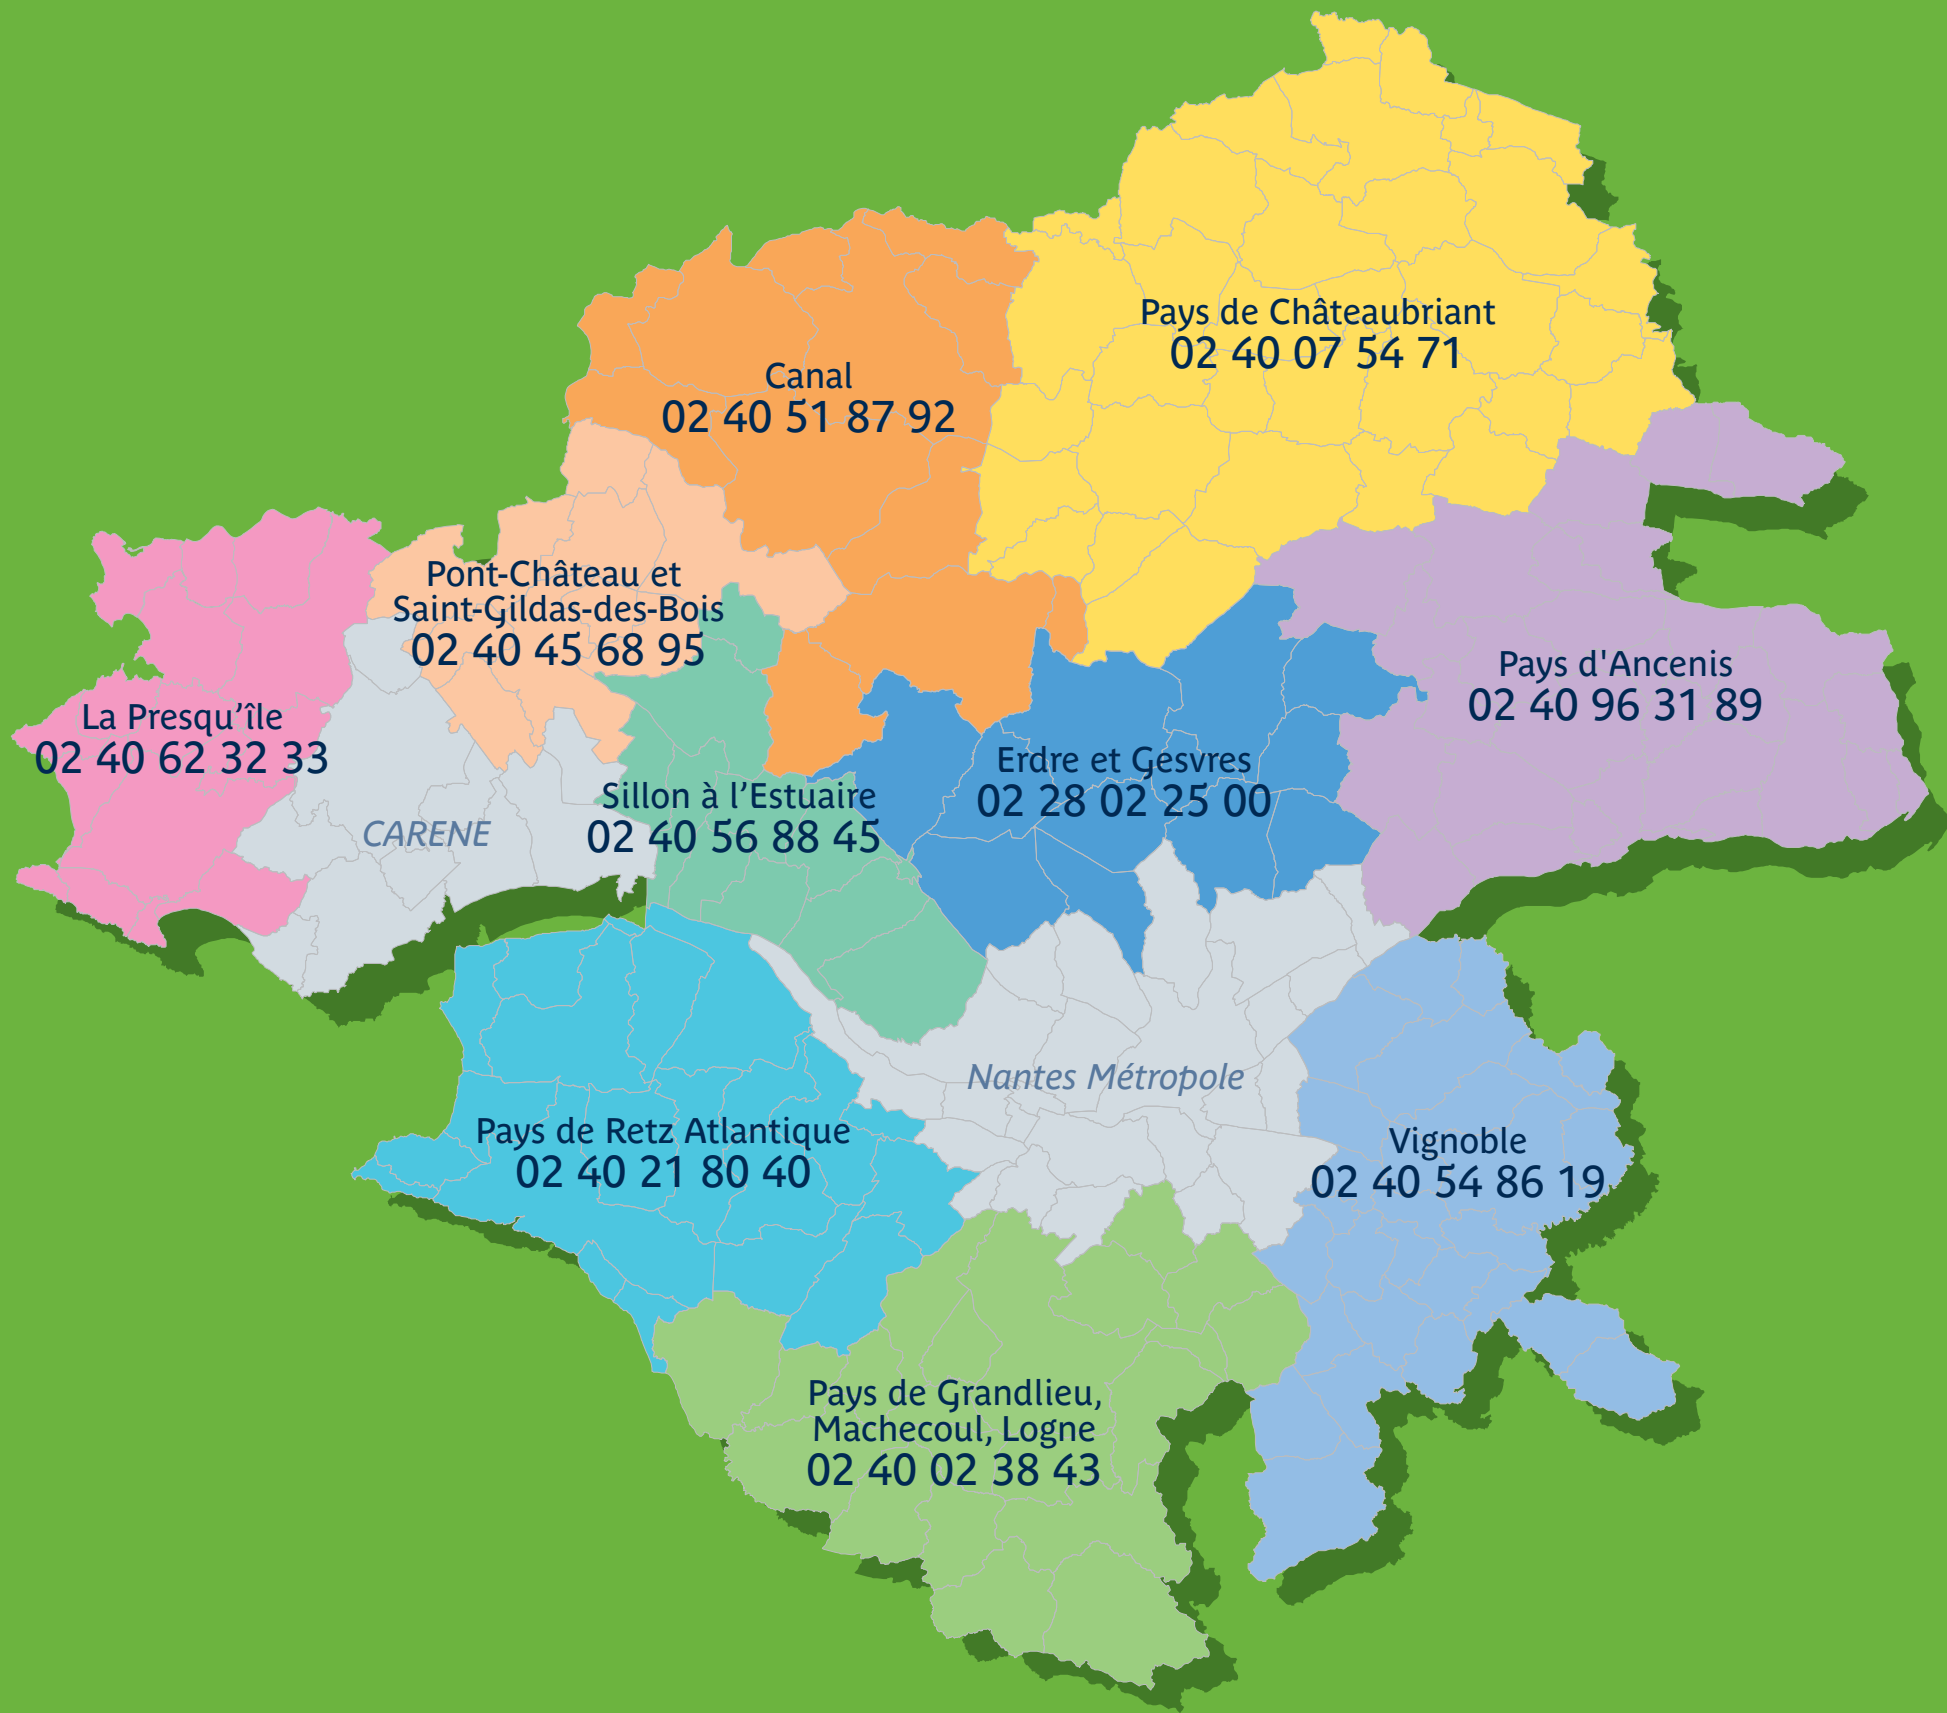 Pays de Châteaubriant
02 40 07 54 71
Canal
02 40 51 87 92
Pont-Château et
Saint-Gildas-des-Bois
02 40 45 68 95
Pays d'Ancenis
02 40 96 31 89
La Presqu’île
02 40 62 32 33
Erdre et Gesvres
02 28 02 25 00
Sillon à l’Estuaire
02 40 56 88 45
CARENE
Nantes Métropole
Pays de Retz Atlantique
02 40 21 80 40
Vignoble
02 40 54 86 19
Pays de Grandlieu,
Machecoul, Logne
02 40 02 38 43